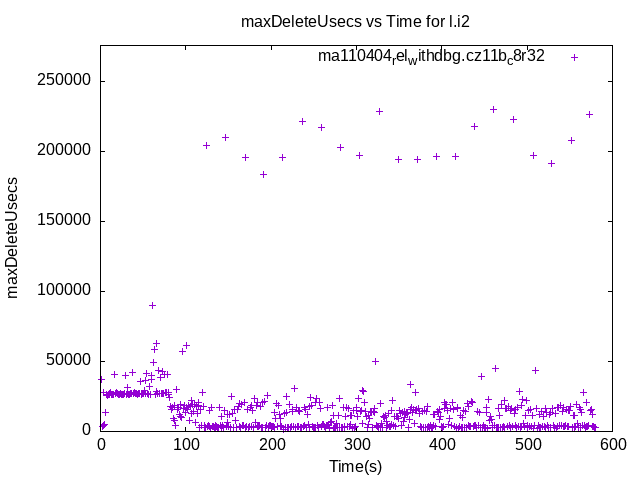 maxDeleteUsecs vs Time for l.i2
ma110404_rel_withdbg.cz11b_c8r32
250000
200000
150000
100000
50000
0
maxDeleteUsecs
0 100 200 300 400 500 600
Time(s)